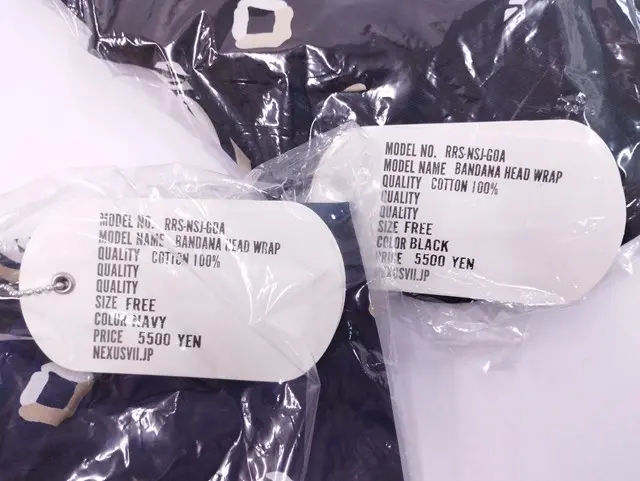 MODEL NO. RRS-NSJ-GOA
MODEL NAME BANDANA HEAD WRAP
QUALITY COTTON 100%
QUALITY
QUALITY
SIZE FREE
COLOR NAVY
PRICE 5500 YEN
NEXUSVII.JP
MODEL NO. RRS-NSJ-GOA
MODEL NAME BANDANA HEAD WRAP
QUALITY COTTON 100%
QUALITY
QUALITY
SIZE FREE
COLOR BLACK
PRICE 5500 YEN
NEXUSVII.JP